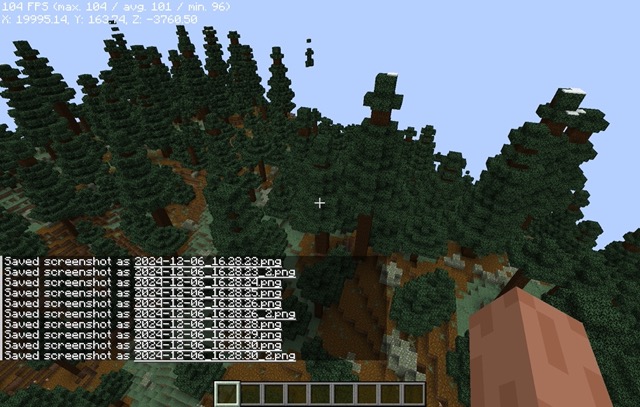 104 FPS (max. 104 / avg. 101 / min. 96)
X: 19995.14, Y: 163.74, Z: -3760.50
Saved screenshot as 2024-12-06_16.28.23.png
Saved screenshot as 2024-12-06_16.28.23_2.png
Saved screenshot as 2024-12-06_16.28.24.png
Saved screenshot as 2024-12-06_16.28.25.png
Saved screenshot as 2024-12-06_16.28.26.png
Saved screenshot as 2024-12-06_16.28.26_2.png
Saved screenshot as 2024-12-06_16.28.28.png
Saved screenshot as 2024-12-06_16.28.29.png
Saved screenshot as 2024-12-06_16.28.30.png
Saved screenshot as 2024-12-06_16.28.30_2.png